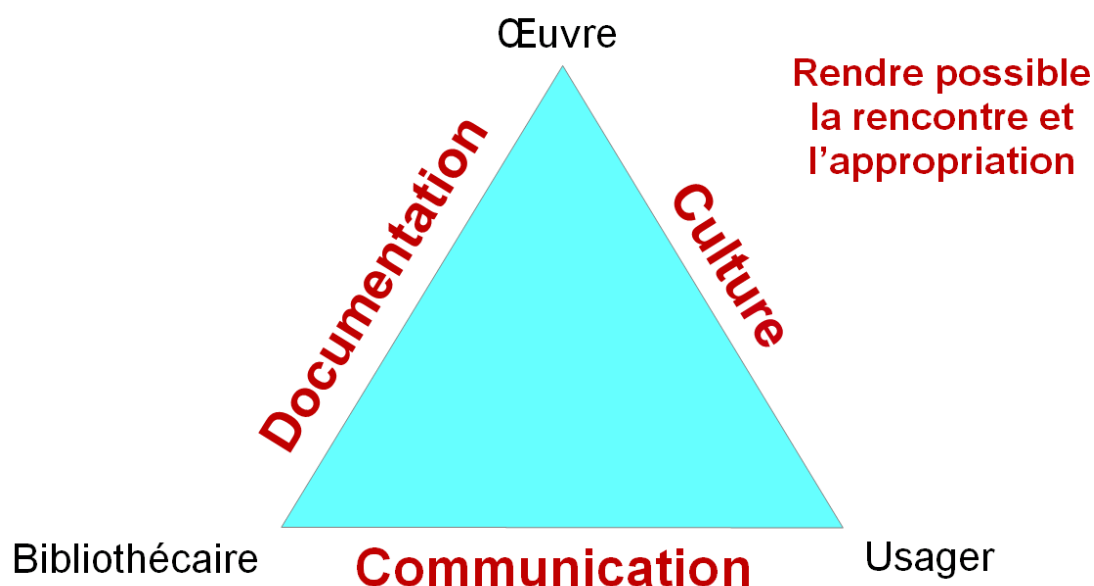 Œuvre
Rendre possible
la rencontre et
l’appropriation
Documentation
Culture
Bibliothécaire
Communication
Usager